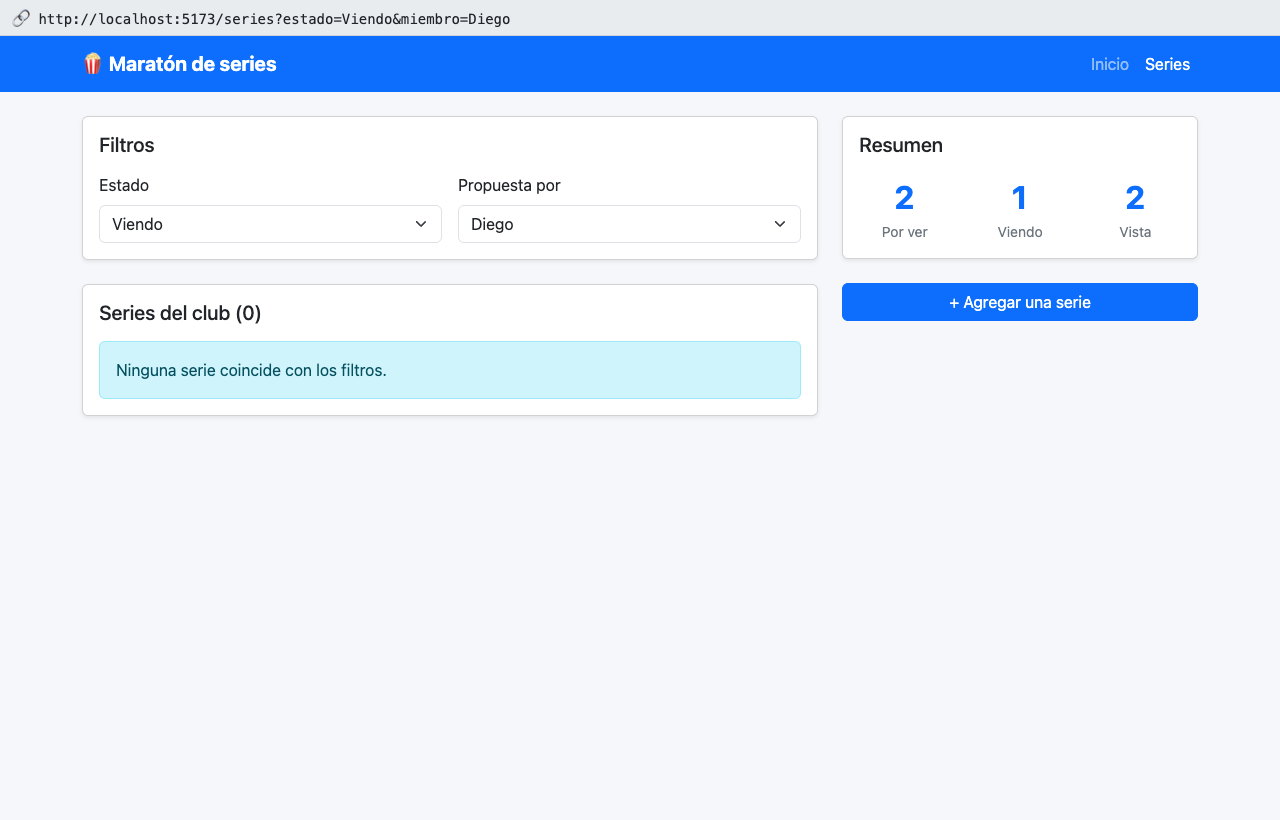 http://localhost:5173/series?estado=Viendo&miembro=Diego
Maratón de series
Inicio Series
Filtros
Estado
Propuesta por
Viendo
Diego
Series del club (0)
Ninguna serie coincide con los filtros.
Resumen
2 1 2
Por ver Viendo Vista
+ Agregar una serie